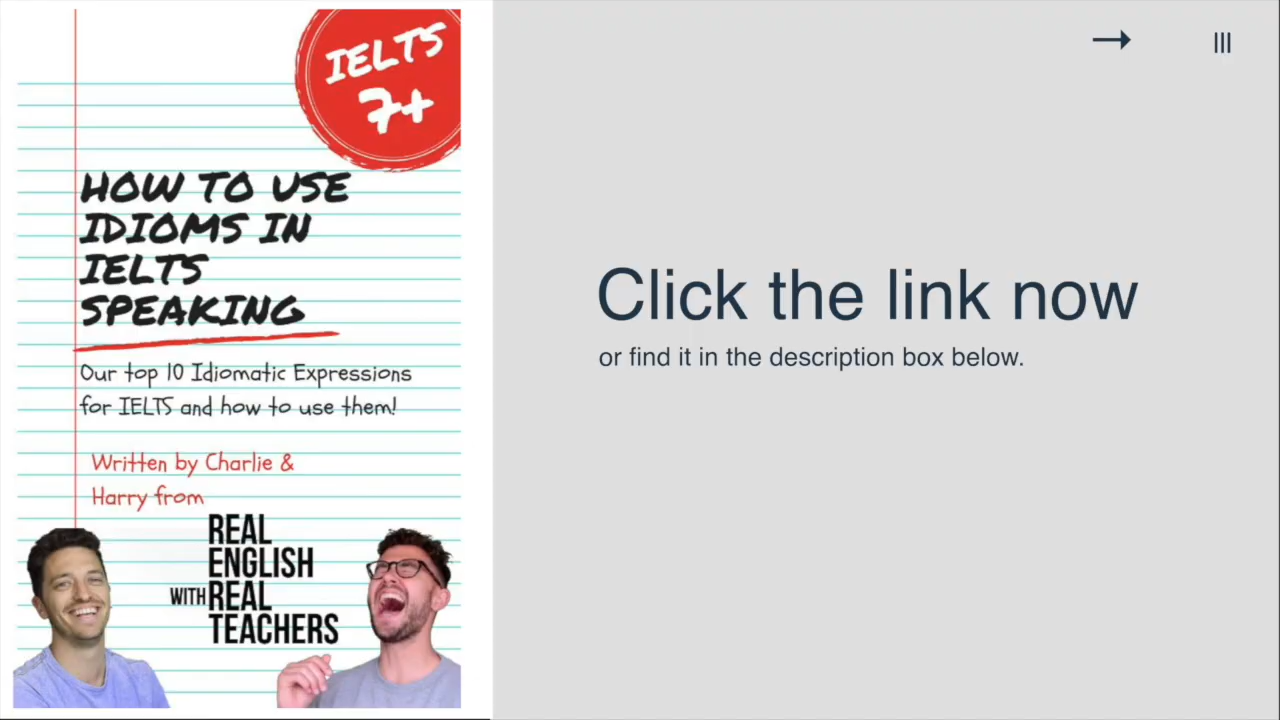 IELTS
7+
HOW TO USE
IDIOMS IN
IELTS
SPEAKING
Our top 10 Idiomatic Expressions
for IELTS and how to use them!
Written by Charlie &
Harry from
REAL
ENGLISH
WITH REAL
TEACHERS
Click the link now
or find it in the description box below.